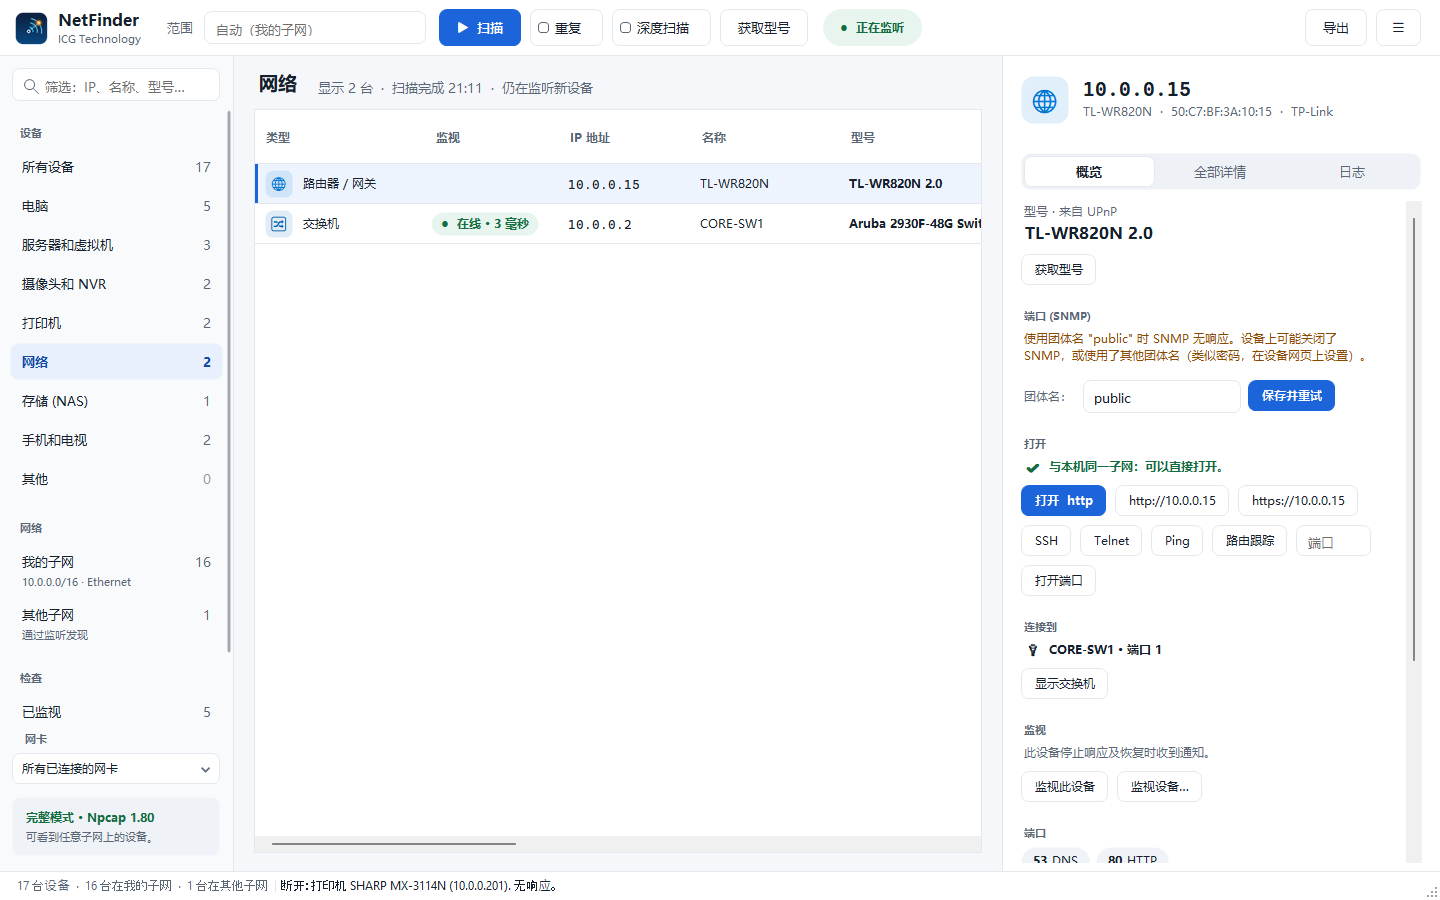 NetFinder
ICG Technology
范围
自动（我的子网）
扫描
重复
深度扫描
获取型号
正在监听
导出
筛选：IP、名称、型号...
设备
所有设备 17
电脑 5
服务器和虚拟机 3
摄像头和 NVR 2
打印机 2
网络 2
存储 (NAS) 1
手机和电视 2
其他 0
网络
我的子网 16
10.0.0.0/16 · Ethernet
其他子网 1
通过监听发现
检查
已监视 5
网卡
所有已连接的网卡
完整模式 • Npcap 1.80
可看到任意子网上的设备。
网络 显示 2 台 · 扫描完成 21:11 · 仍在监听新设备
类型 监视 IP 地址 名称 型号
路由器 / 网关 10.0.0.15 TL-WR820N TL-WR820N 2.0
交换机 在线 • 3 毫秒 10.0.0.2 CORE-SW1 Aruba 2930F-48G Swit
10.0.0.15
TL-WR820N · 50:C7:BF:3A:10:15 · TP-Link
概览 全部详情 日志
型号 · 来自 UPnP
TL-WR820N 2.0
获取型号
端口 (SNMP)
使用团体名 "public" 时 SNMP 无响应。设备上可能关闭了
SNMP，或使用了其他团体名（类似密码，在设备网页上设置）。
团体名： public 保存并重试
打开
与本机同一子网：可以直接打开。
打开 http http://10.0.0.15 https://10.0.0.15
SSH Telnet Ping 路由跟踪 端口
打开端口
连接到
CORE-SW1 • 端口 1
显示交换机
监视
此设备停止响应及恢复时收到通知。
监视此设备 监视设备...
端口
53 DNS 80 HTTP
17 台设备 · 16 台在我的子网 · 1 台在其他子网 断开: 打印机 SHARP MX-3114N (10.0.0.201). 无响应。